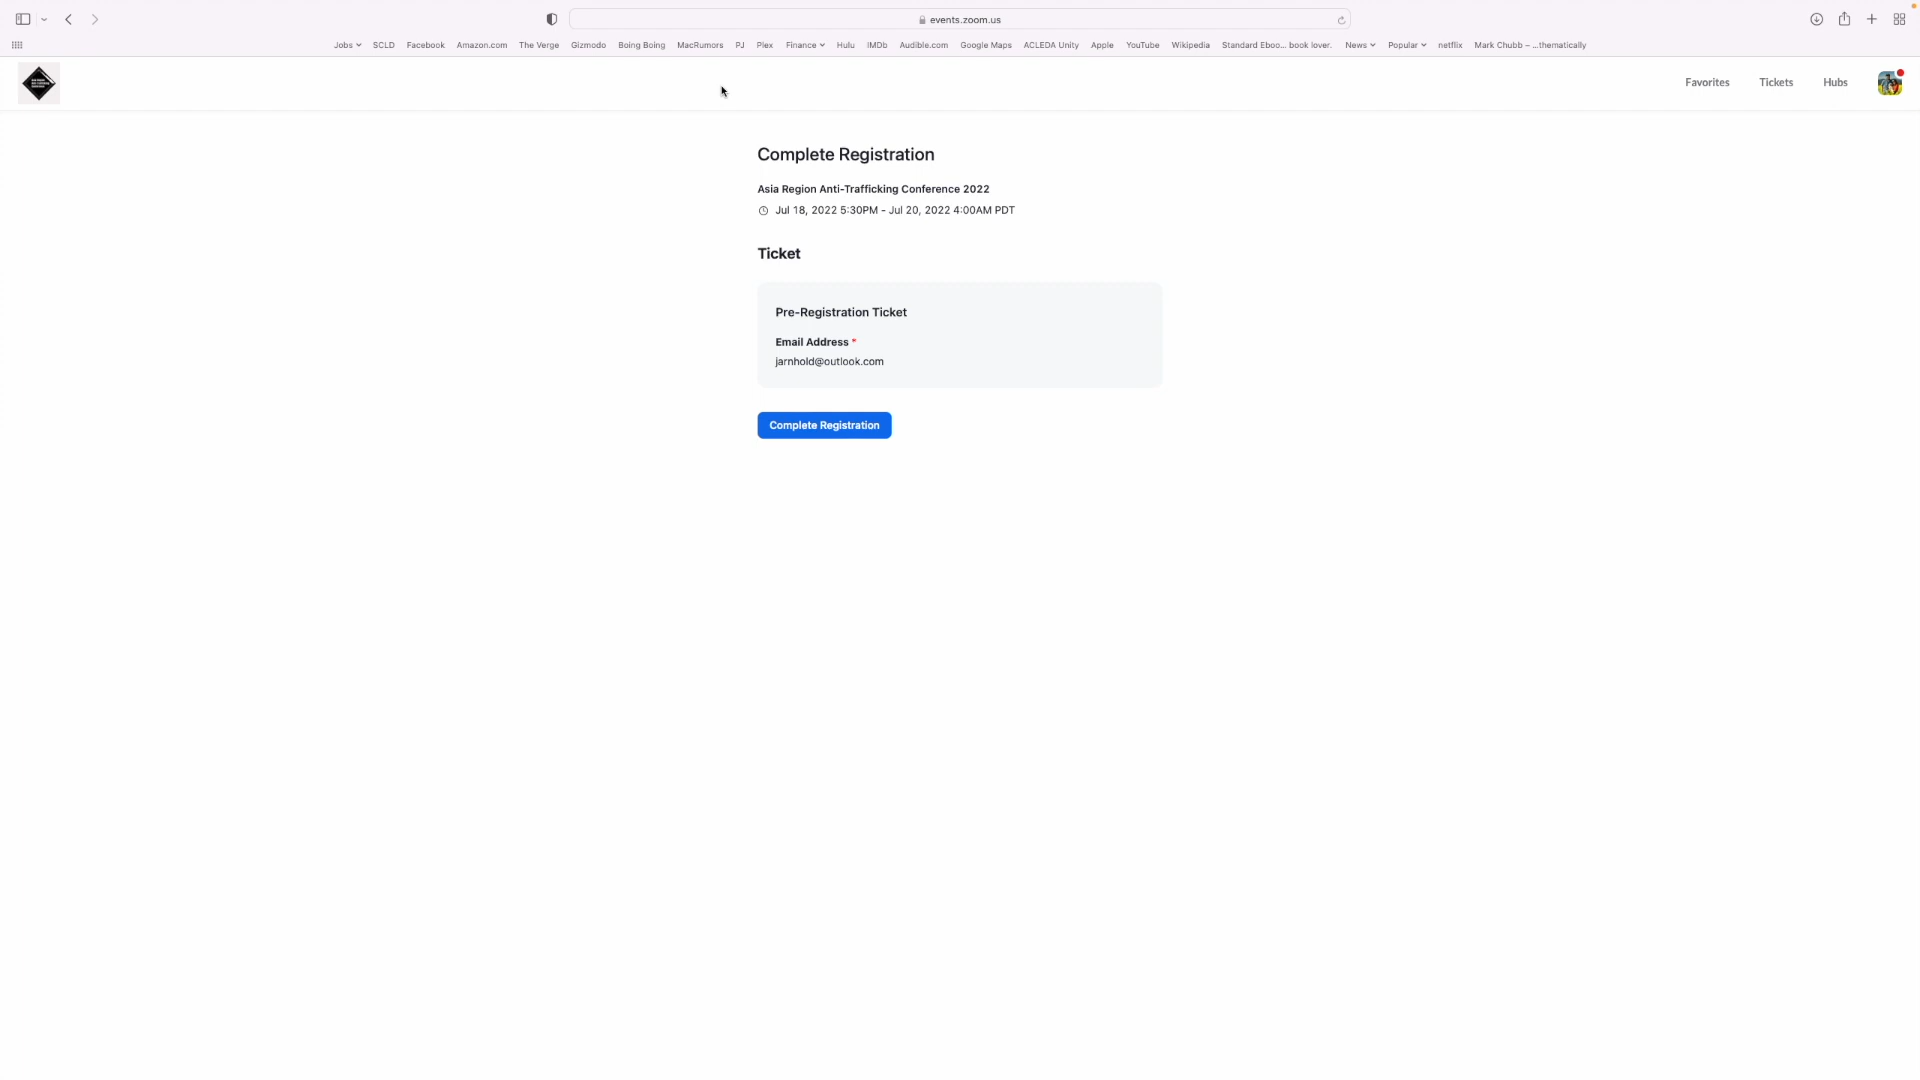 events.zoom.us
Jobs SCLD Facebook Amazon.com The Verge Gizmodo Boing Boing MacRumors PJ Plex Finance Hulu IMDb Audible.com Google Maps ACLEDA Unity Apple YouTube Wikipedia Standard Eboo... book lover. News Popular netflix Mark Chubb – ...thematically
Favorites Tickets Hubs
Complete Registration
Asia Region Anti-Trafficking Conference 2022
Jul 18, 2022 5:30PM - Jul 20, 2022 4:00AM PDT
Ticket
Pre-Registration Ticket
Email Address *
jarnhold@outlook.com
Complete Registration